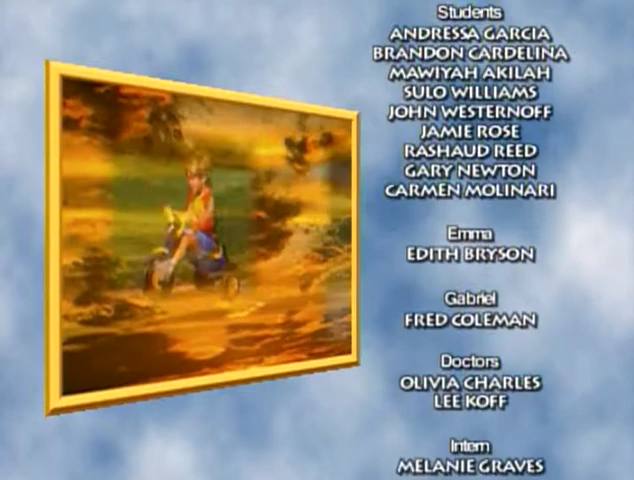 Students
ANDRESSA GARCIA
BRANDON CARDELINA
MAWIYAH AKILAH
SULO WILLIAMS
JOHN WESTERNOFF
JAMIE ROSE
RASHAUD REED
GARY NEWTON
CARMEN MOLINARI
Emma
EDITH BRYSON
Gabriel
FRED COLEMAN
Doctors
OLIVIA CHARLES
LEE KOFF
Intern
MELANIE GRAVES